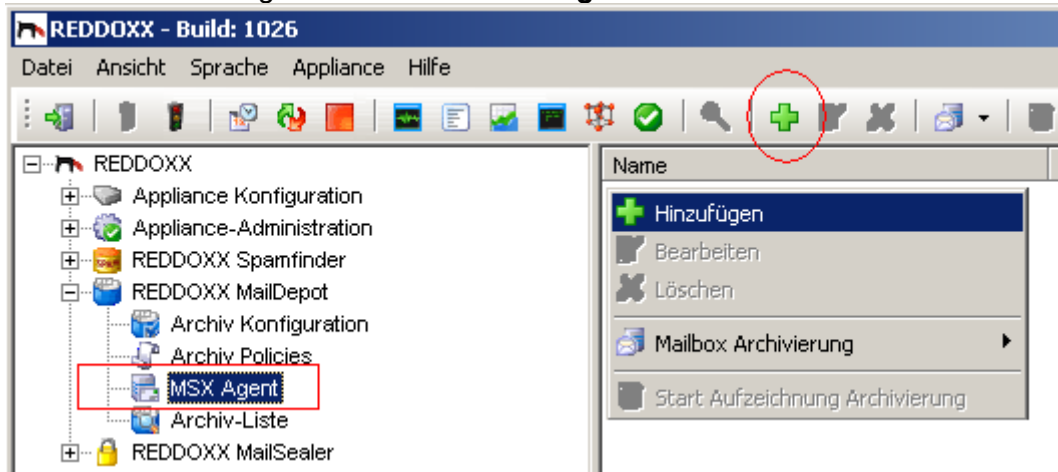 REDDOXX - Build: 1026
Datei Ansicht Sprache Appliance Hilfe
REDDOXX
Appliance Konfiguration
Appliance-Administration
REDDOXX Spamfinder
REDDOXX MailDepot
Archiv Konfiguration
Archiv Policies
MSX Agent
Archiv-Liste
REDDOXX MailSealer
Name
Hinzufügen
Bearbeiten
Löschen
Mailbox Archivierung
Start Aufzeichnung Archivierung